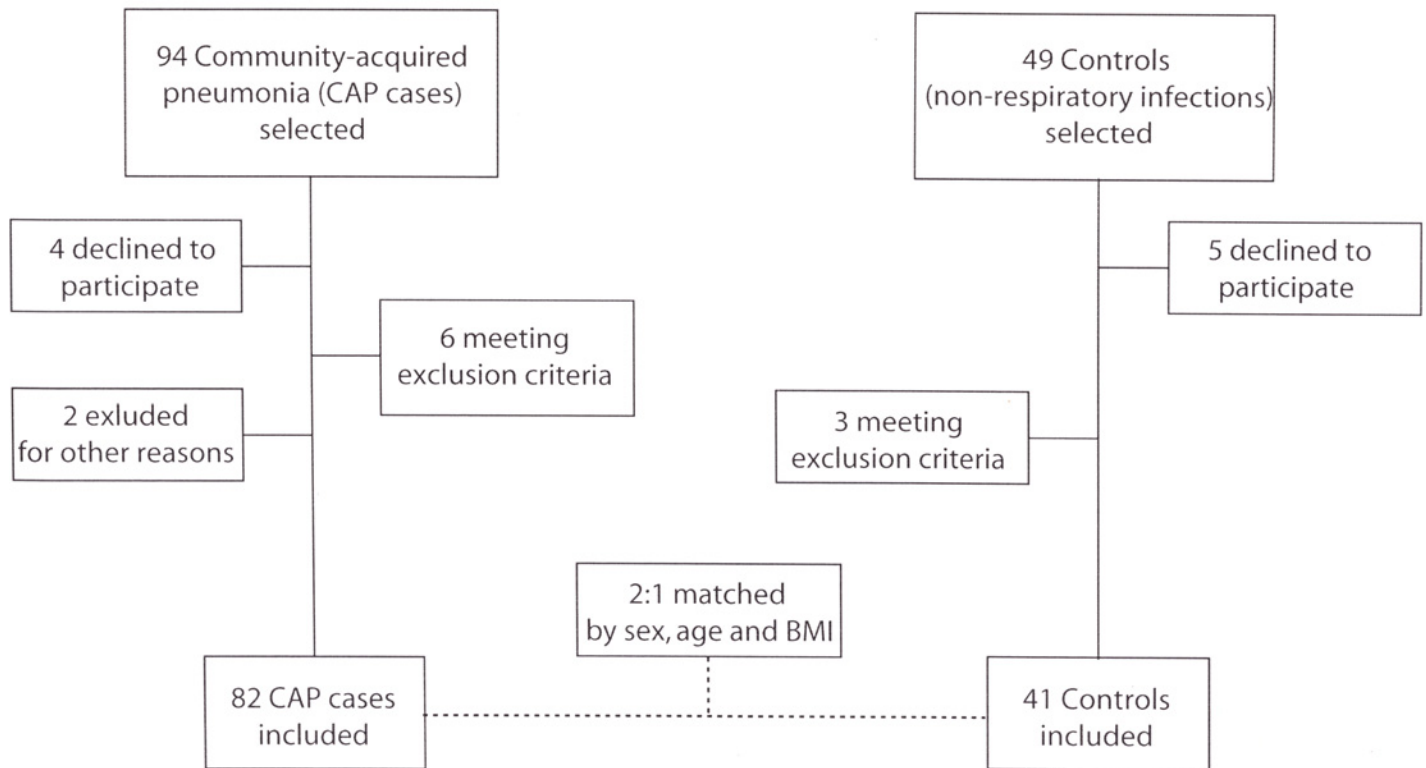 94 Community-acquired
pneumonia (CAP cases)
selected
49 Controls
(non-respiratory infections)
selected
4 declined to
participate
5 declined to
participate
6 meeting
exclusion criteria
2 exluded
for other reasons
3 meeting
exclusion criteria
2:1 matched
by sex, age and BMI
82 CAP cases
included
41 Controls
included